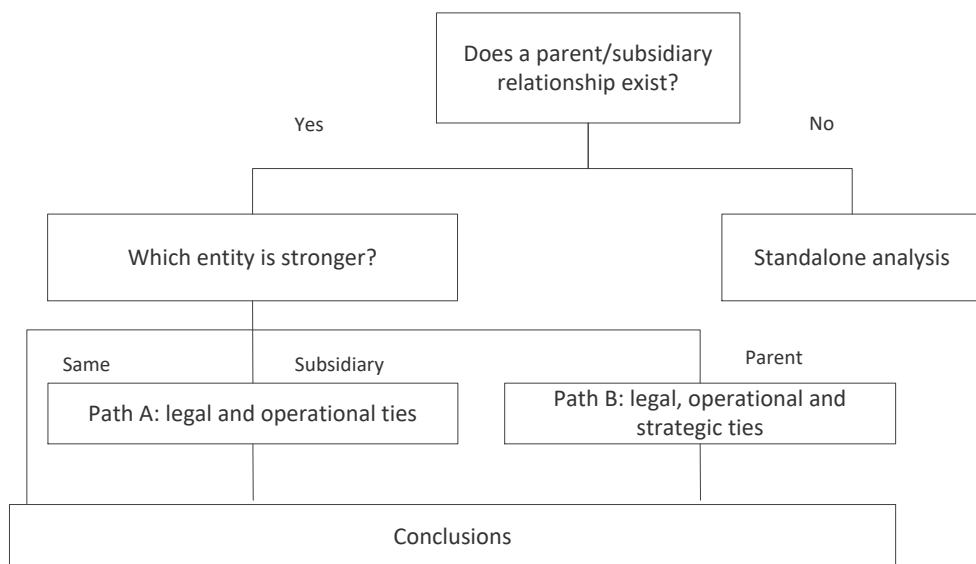 Does a parent/subsidiary
relationship exist?
Yes
No
Which entity is stronger?
Standalone analysis
Same
Subsidiary
Parent
Path A: legal and operational ties
Path B: legal, operational and
strategic ties
Conclusions